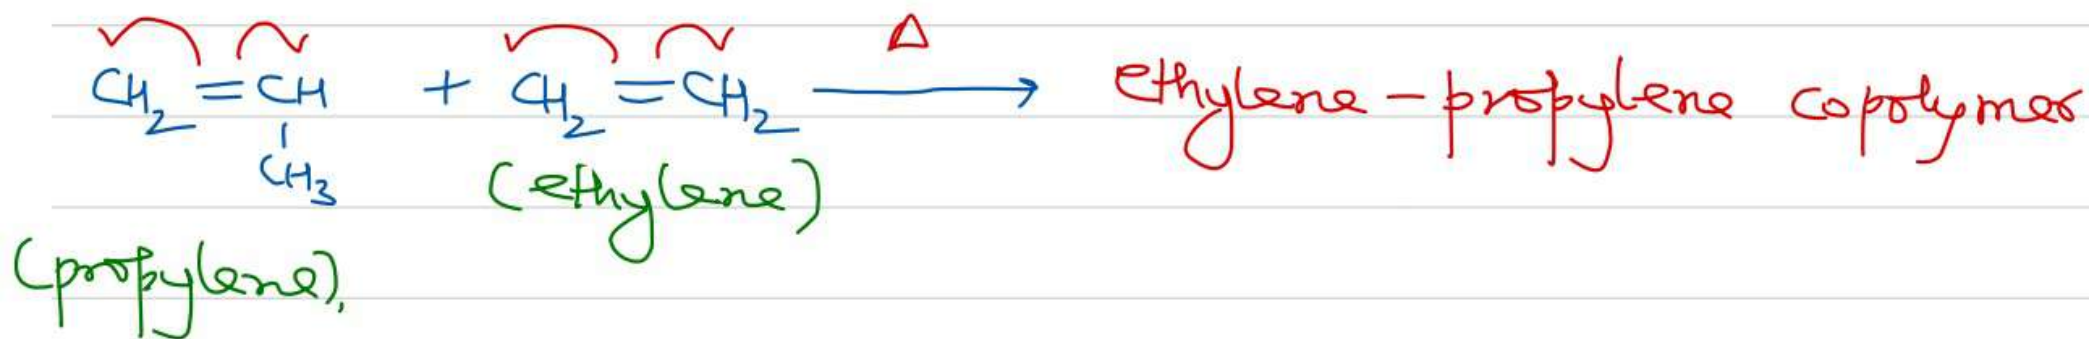 Δ
CH₂ = CH + CH₂ = CH₂ ⟶ ethylene - propylene copolymer
CH₃ (ethylene)
(propylene),